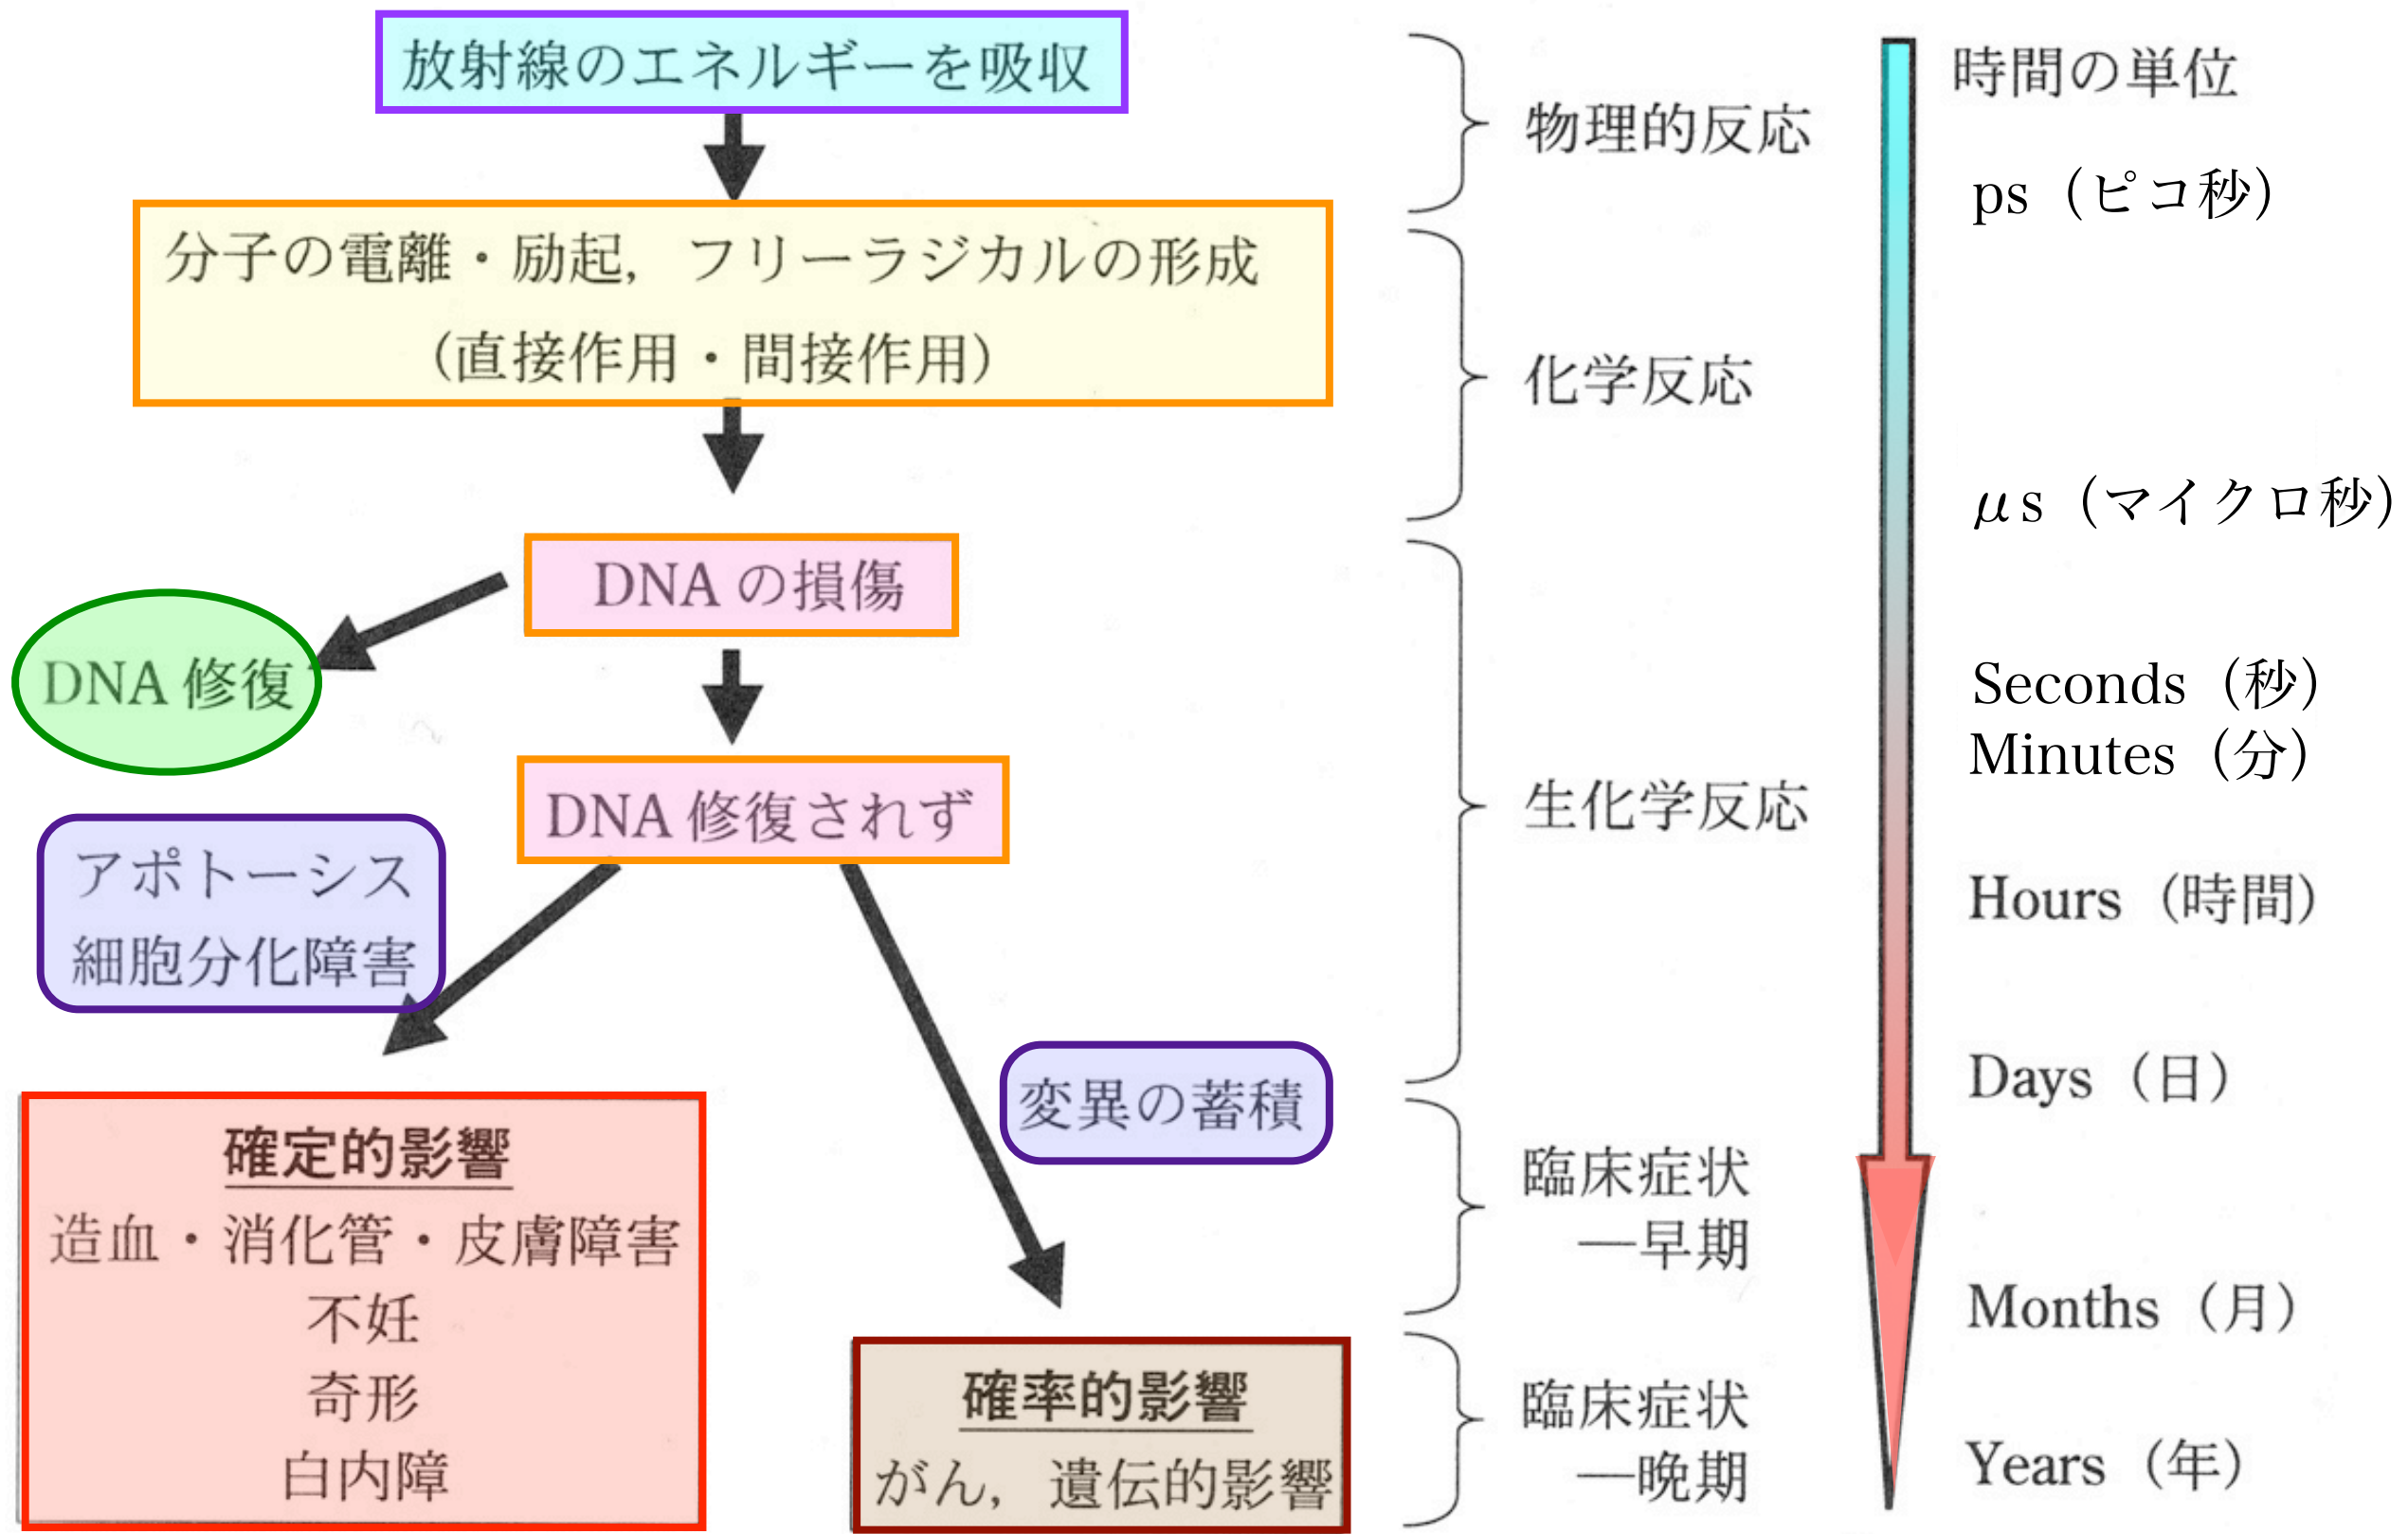 放射線のエネルギーを吸収
分子の電離・励起,フリーラジカルの形成
(直接作用・間接作用)
DNA の損傷
DNA 修復
DNA 修復されず
アポトーシス
細胞分化障害
変異の蓄積
確定的影響
造血・消化管・皮膚障害
不妊
奇形
白内障
確率的影響
がん,遺伝的影響
物理的反応
化学反応
生化学反応
臨床症状
―早期
臨床症状
―晩期
時間の単位
ps(ピコ秒)
μs(マイクロ秒)
Seconds(秒)
Minutes(分)
Hours(時間)
Days(日)
Months(月)
Years(年)